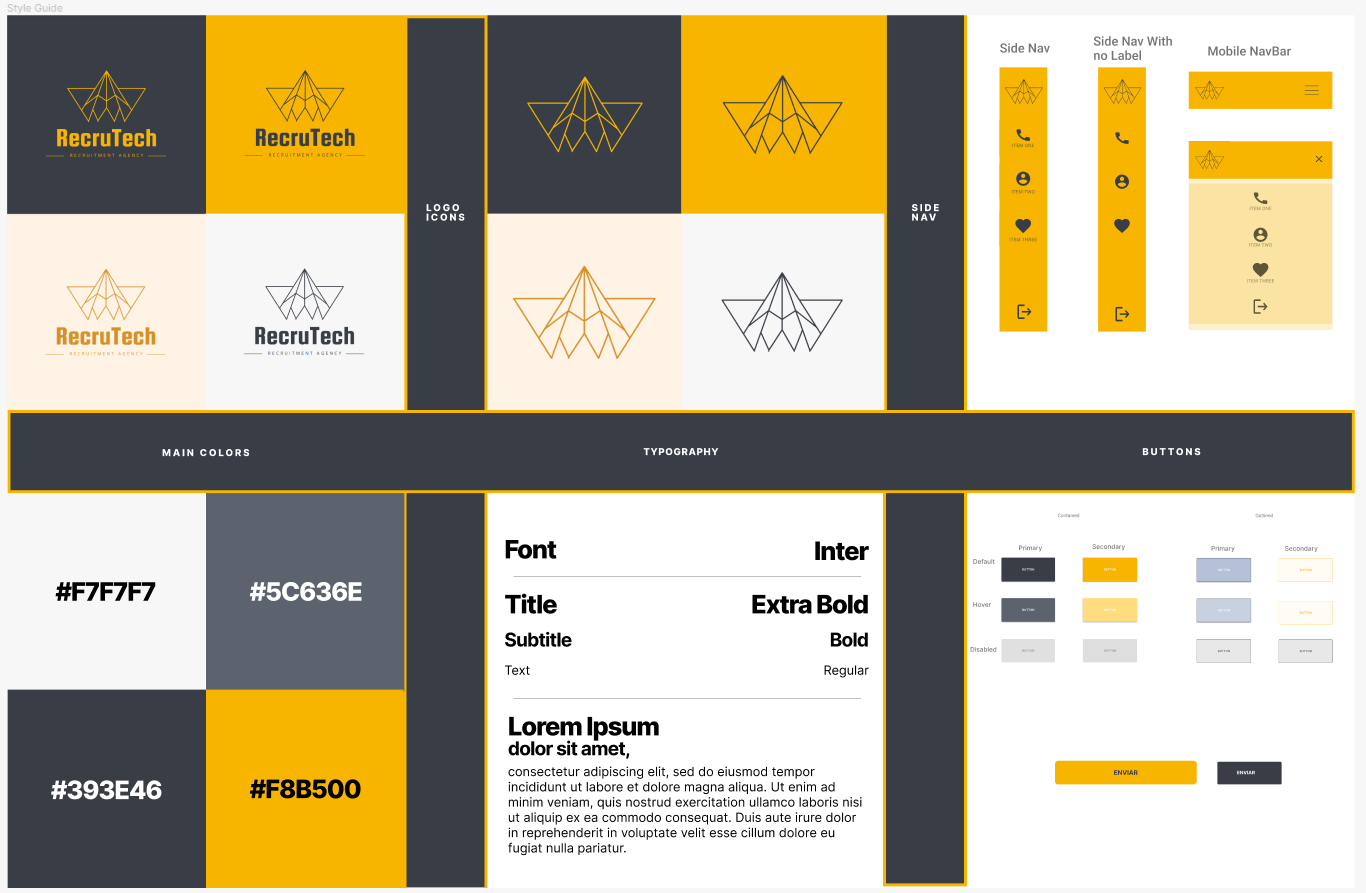 Style Guide
RecruTech
RECRUITMENT AGENCY
RecruTech
RECRUITMENT AGENCY
RecruTech
RECRUITMENT AGENCY
RecruTech
RECRUITMENT AGENCY
LOGO
ICONS
SIDE
NAV
Side Nav
ITEM ONE
ITEM TWO
ITEM THREE
Side Nav With
no Label
Mobile NavBar
ITEM ONE
ITEM TWO
ITEM THREE
MAIN COLORS
TYPOGRAPHY
BUTTONS
#F7F7F7
#5C636E
#393E46
#F8B500
Font
Inter
Title
Extra Bold
Subtitle
Bold
Text
Regular
Lorem Ipsum
dolor sit amet,
consectetur adipiscing elit, sed do eiusmod tempor
incididunt ut labore et dolore magna aliqua. Ut enim ad
minim veniam, quis nostrud exercitation ullamco laboris nisi
ut aliquip ex ea commodo consequat. Duis aute irure dolor
in reprehenderit in voluptate velit esse cillum dolore eu
fugiat nulla pariatur.
Contained
Outlined
Primary
Secondary
Primary
Secondary
Default
BUTTON
BUTTON
BUTTON
BUTTON
Hover
BUTTON
BUTTON
BUTTON
BUTTON
Disabled
BUTTON
BUTTON
BUTTON
BUTTON
ENVIAR
ENVIAR